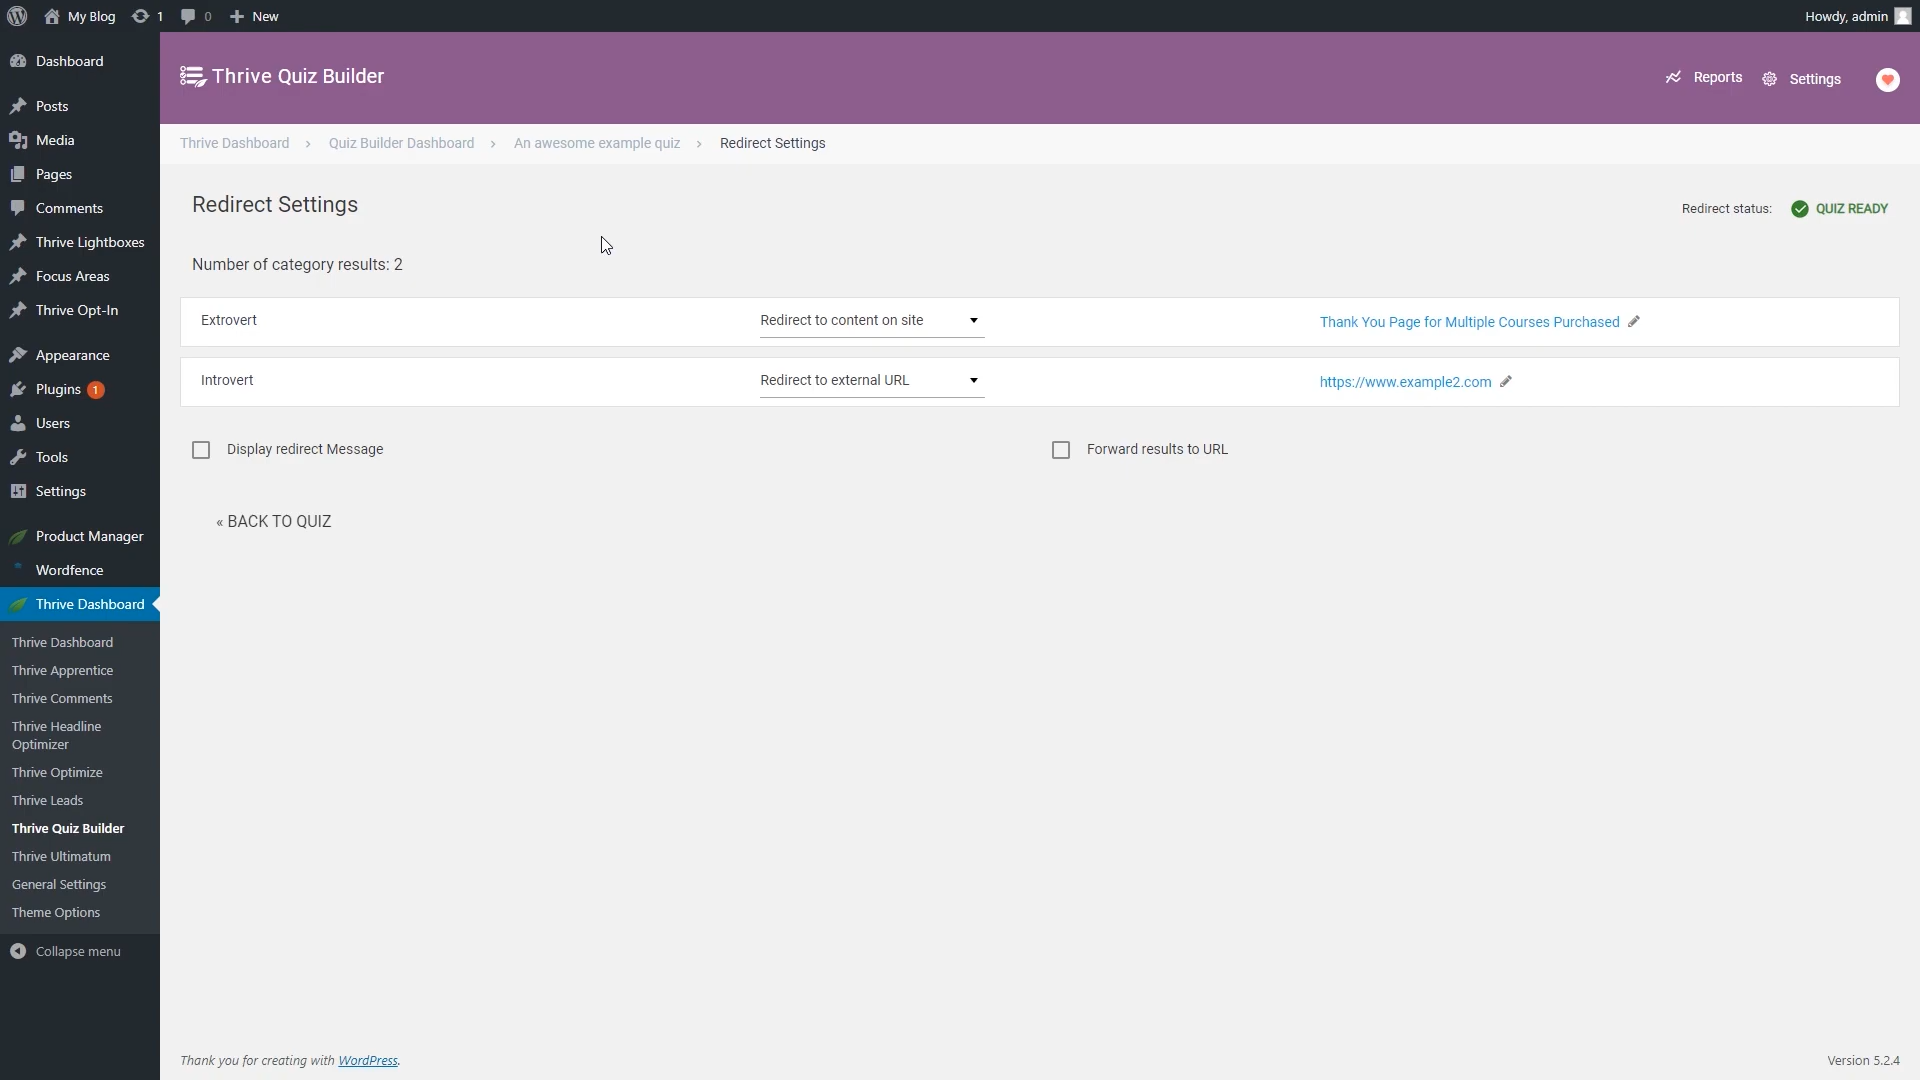 My Blog 1 0 New Howdy, admin
Dashboard
Posts
Media
Pages
Comments
Thrive Lightboxes
Focus Areas
Thrive Opt-In
Appearance
Plugins 1
Users
Tools
Settings
Product Manager
Wordfence
Thrive Dashboard
Thrive Dashboard
Thrive Apprentice
Thrive Comments
Thrive Headline
Optimizer
Thrive Optimize
Thrive Leads
Thrive Quiz Builder
Thrive Ultimatum
General Settings
Theme Options
Collapse menu
Thrive Quiz Builder
Reports Settings
Thrive Dashboard › Quiz Builder Dashboard › An awesome example quiz › Redirect Settings
Redirect Settings
Redirect status: QUIZ READY
Number of category results: 2
Extrovert Redirect to content on site Thank You Page for Multiple Courses Purchased
Introvert Redirect to external URL https://www.example2.com
Display redirect Message Forward results to URL
« BACK TO QUIZ
Thank you for creating with WordPress. Version 5.2.4